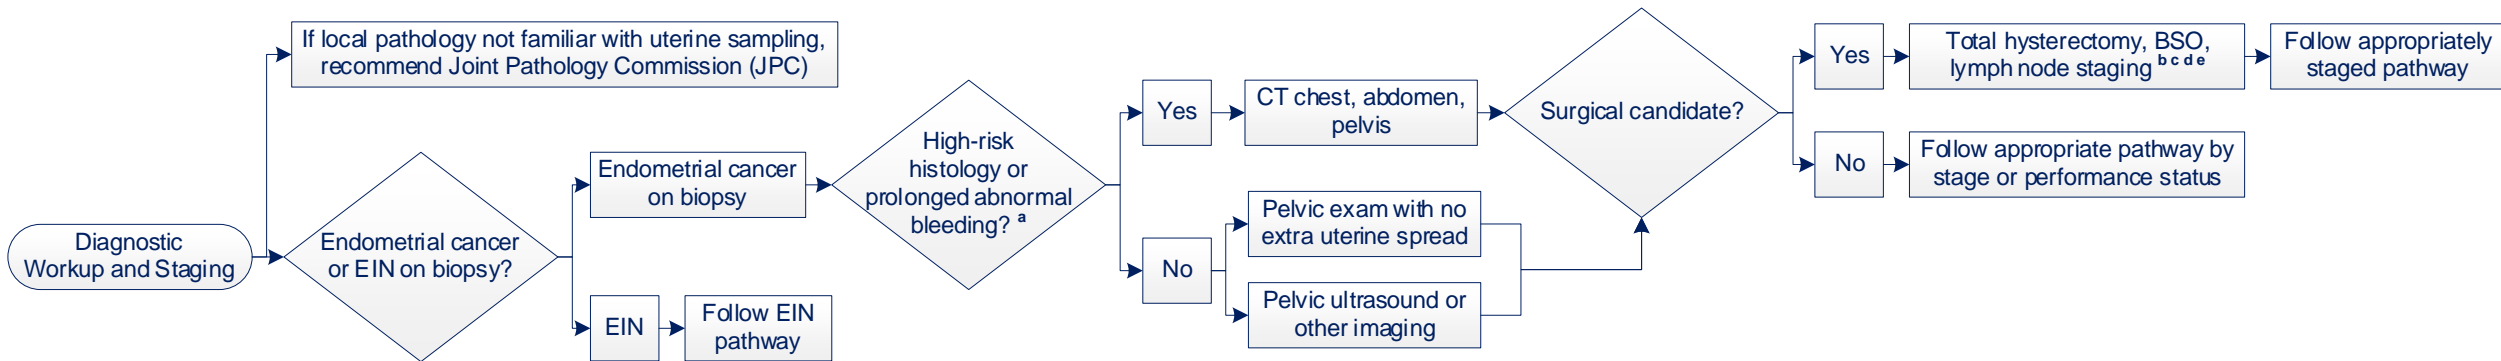 Diagnostic
Workup and Staging
If local pathology not familiar with uterine sampling,
recommend Joint Pathology Commission (JPC)
Endometrial cancer
or EIN on biopsy?
Endometrial cancer
on biopsy
EIN
Follow EIN
pathway
High-risk
histology or
prolonged abnormal
bleeding? a
Yes
CT chest, abdomen,
pelvis
No
Pelvic exam with no
extra uterine spread
Pelvic ultrasound or
other imaging
Surgical candidate?
Yes
Total hysterectomy, BSO,
lymph node staging b c d e
Follow appropriately
staged pathway
No
Follow appropriate pathway by
stage or performance status